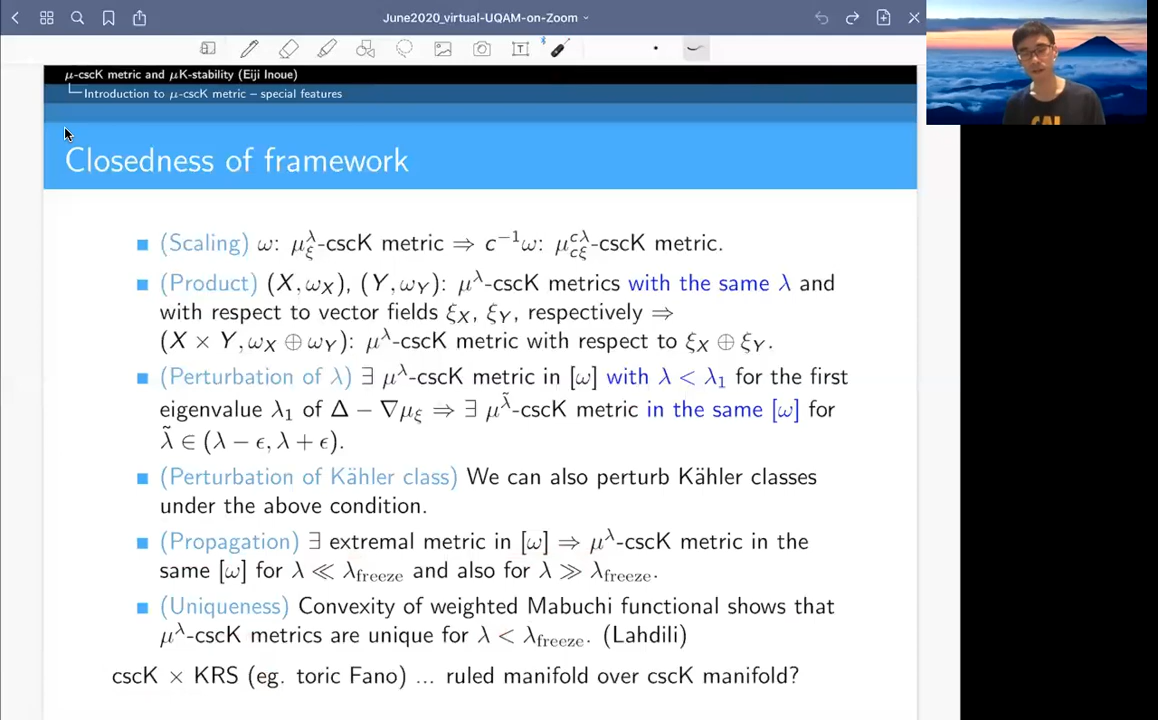 June2020_virtual-UQAM-on-Zoom
μ-cscK metric and μK-stability (Eiji Inoue)
Introduction to μ-cscK metric – special features
Closedness of framework
(Scaling) ω: μ^λ_ξ-cscK metric ⇒ c⁻¹ω: μ^{cλ}_{cξ}-cscK metric.
(Product) (X, ω_X), (Y, ω_Y): μ^λ-cscK metrics with the same λ and
with respect to vector fields ξ_X, ξ_Y, respectively ⇒
(X × Y, ω_X ⊕ ω_Y): μ^λ-cscK metric with respect to ξ_X ⊕ ξ_Y.
(Perturbation of λ) ∃ μ^λ-cscK metric in [ω] with λ < λ₁ for the first
eigenvalue λ₁ of Δ − ∇μ_ξ ⇒ ∃ μ^λ̃-cscK metric in the same [ω] for
λ̃ ∈ (λ − ϵ, λ + ϵ).
(Perturbation of Kähler class) We can also perturb Kähler classes
under the above condition.
(Propagation) ∃ extremal metric in [ω] ⇒ μ^λ-cscK metric in the
same [ω] for λ ≪ λ_freeze and also for λ ≫ λ_freeze.
(Uniqueness) Convexity of weighted Mabuchi functional shows that
μ^λ-cscK metrics are unique for λ < λ_freeze. (Lahdili)
cscK × KRS (eg. toric Fano) ... ruled manifold over cscK manifold?
CAL